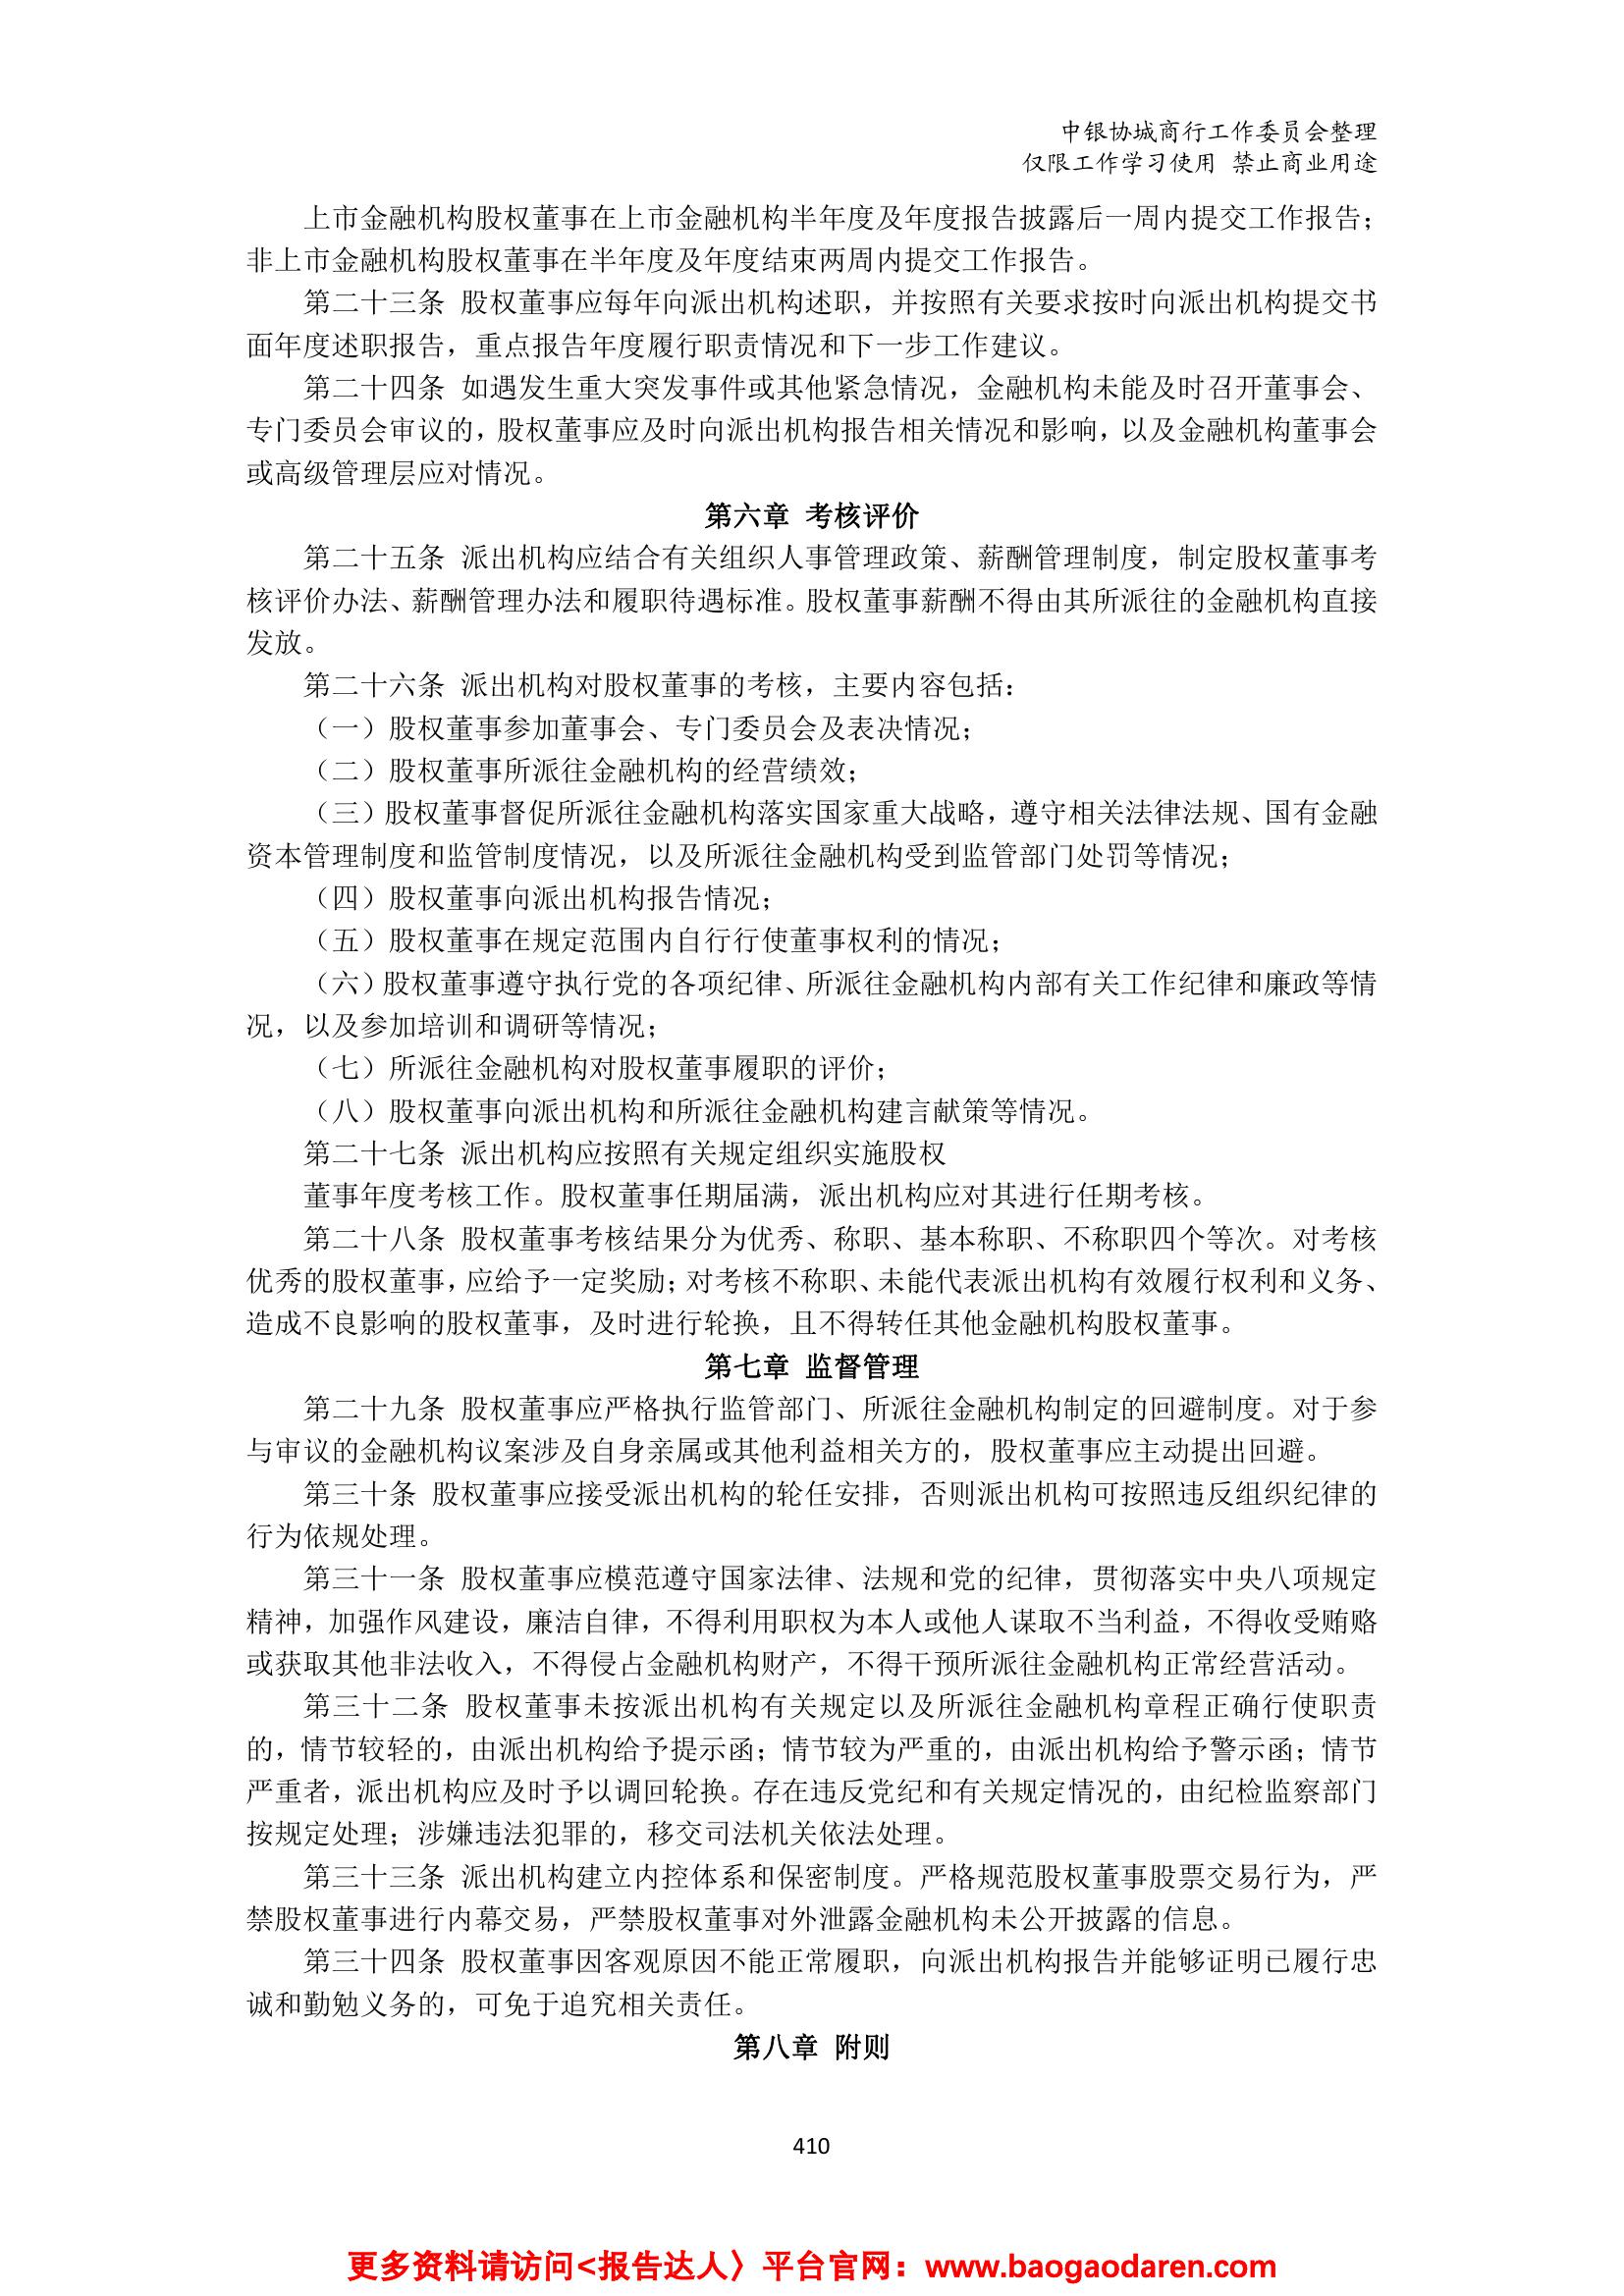 中银协城商行工作委员会整理
仅限工作学习使用 禁止商业用途
上市金融机构股权董事在上市金融机构半年度及年度报告披露后一周内提交工作报告；
非上市金融机构股权董事在半年度及年度结束两周内提交工作报告。
第二十三条 股权董事应每年向派出机构述职，并按照有关要求按时向派出机构提交书
面年度述职报告，重点报告年度履行职责情况和下一步工作建议。
第二十四条 如遇发生重大突发事件或其他紧急情况，金融机构未能及时召开董事会、
专门委员会审议的，股权董事应及时向派出机构报告相关情况和影响，以及金融机构董事会
或高级管理层应对情况。
第六章 考核评价
第二十五条 派出机构应结合有关组织人事管理政策、薪酬管理制度，制定股权董事考
核评价办法、薪酬管理办法和履职待遇标准。股权董事薪酬不得由其所派往的金融机构直接
发放。
第二十六条 派出机构对股权董事的考核，主要内容包括：
（一）股权董事参加董事会、专门委员会及表决情况；
（二）股权董事所派往金融机构的经营绩效；
（三）股权董事督促所派往金融机构落实国家重大战略，遵守相关法律法规、国有金融
资本管理制度和监管制度情况，以及所派往金融机构受到监管部门处罚等情况；
（四）股权董事向派出机构报告情况；
（五）股权董事在规定范围内自行行使董事权利的情况；
（六）股权董事遵守执行党的各项纪律、所派往金融机构内部有关工作纪律和廉政等情
况，以及参加培训和调研等情况；
（七）所派往金融机构对股权董事履职的评价；
（八）股权董事向派出机构和所派往金融机构建言献策等情况。
第二十七条 派出机构应按照有关规定组织实施股权
董事年度考核工作。股权董事任期届满，派出机构应对其进行任期考核。
第二十八条 股权董事考核结果分为优秀、称职、基本称职、不称职四个等次。对考核
优秀的股权董事，应给予一定奖励；对考核不称职、未能代表派出机构有效履行权利和义务、
造成不良影响的股权董事，及时进行轮换，且不得转任其他金融机构股权董事。
第七章 监督管理
第二十九条 股权董事应严格执行监管部门、所派往金融机构制定的回避制度。对于参
与审议的金融机构议案涉及自身亲属或其他利益相关方的，股权董事应主动提出回避。
第三十条 股权董事应接受派出机构的轮任安排，否则派出机构可按照违反组织纪律的
行为依规处理。
第三十一条 股权董事应模范遵守国家法律、法规和党的纪律，贯彻落实中央八项规定
精神，加强作风建设，廉洁自律，不得利用职权为本人或他人谋取不当利益，不得收受贿赂
或获取其他非法收入，不得侵占金融机构财产，不得干预所派往金融机构正常经营活动。
第三十二条 股权董事未按派出机构有关规定以及所派往金融机构章程正确行使职责
的，情节较轻的，由派出机构给予提示函；情节较为严重的，由派出机构给予警示函；情节
严重者，派出机构应及时予以调回轮换。存在违反党纪和有关规定情况的，由纪检监察部门
按规定处理；涉嫌违法犯罪的，移交司法机关依法处理。
第三十三条 派出机构建立内控体系和保密制度。严格规范股权董事股票交易行为，严
禁股权董事进行内幕交易，严禁股权董事对外泄露金融机构未公开披露的信息。
第三十四条 股权董事因客观原因不能正常履职，向派出机构报告并能够证明已履行忠
诚和勤勉义务的，可免于追究相关责任。
第八章 附则
410
更多资料请访问<报告达人〉平台官网：www.baogaodaren.com